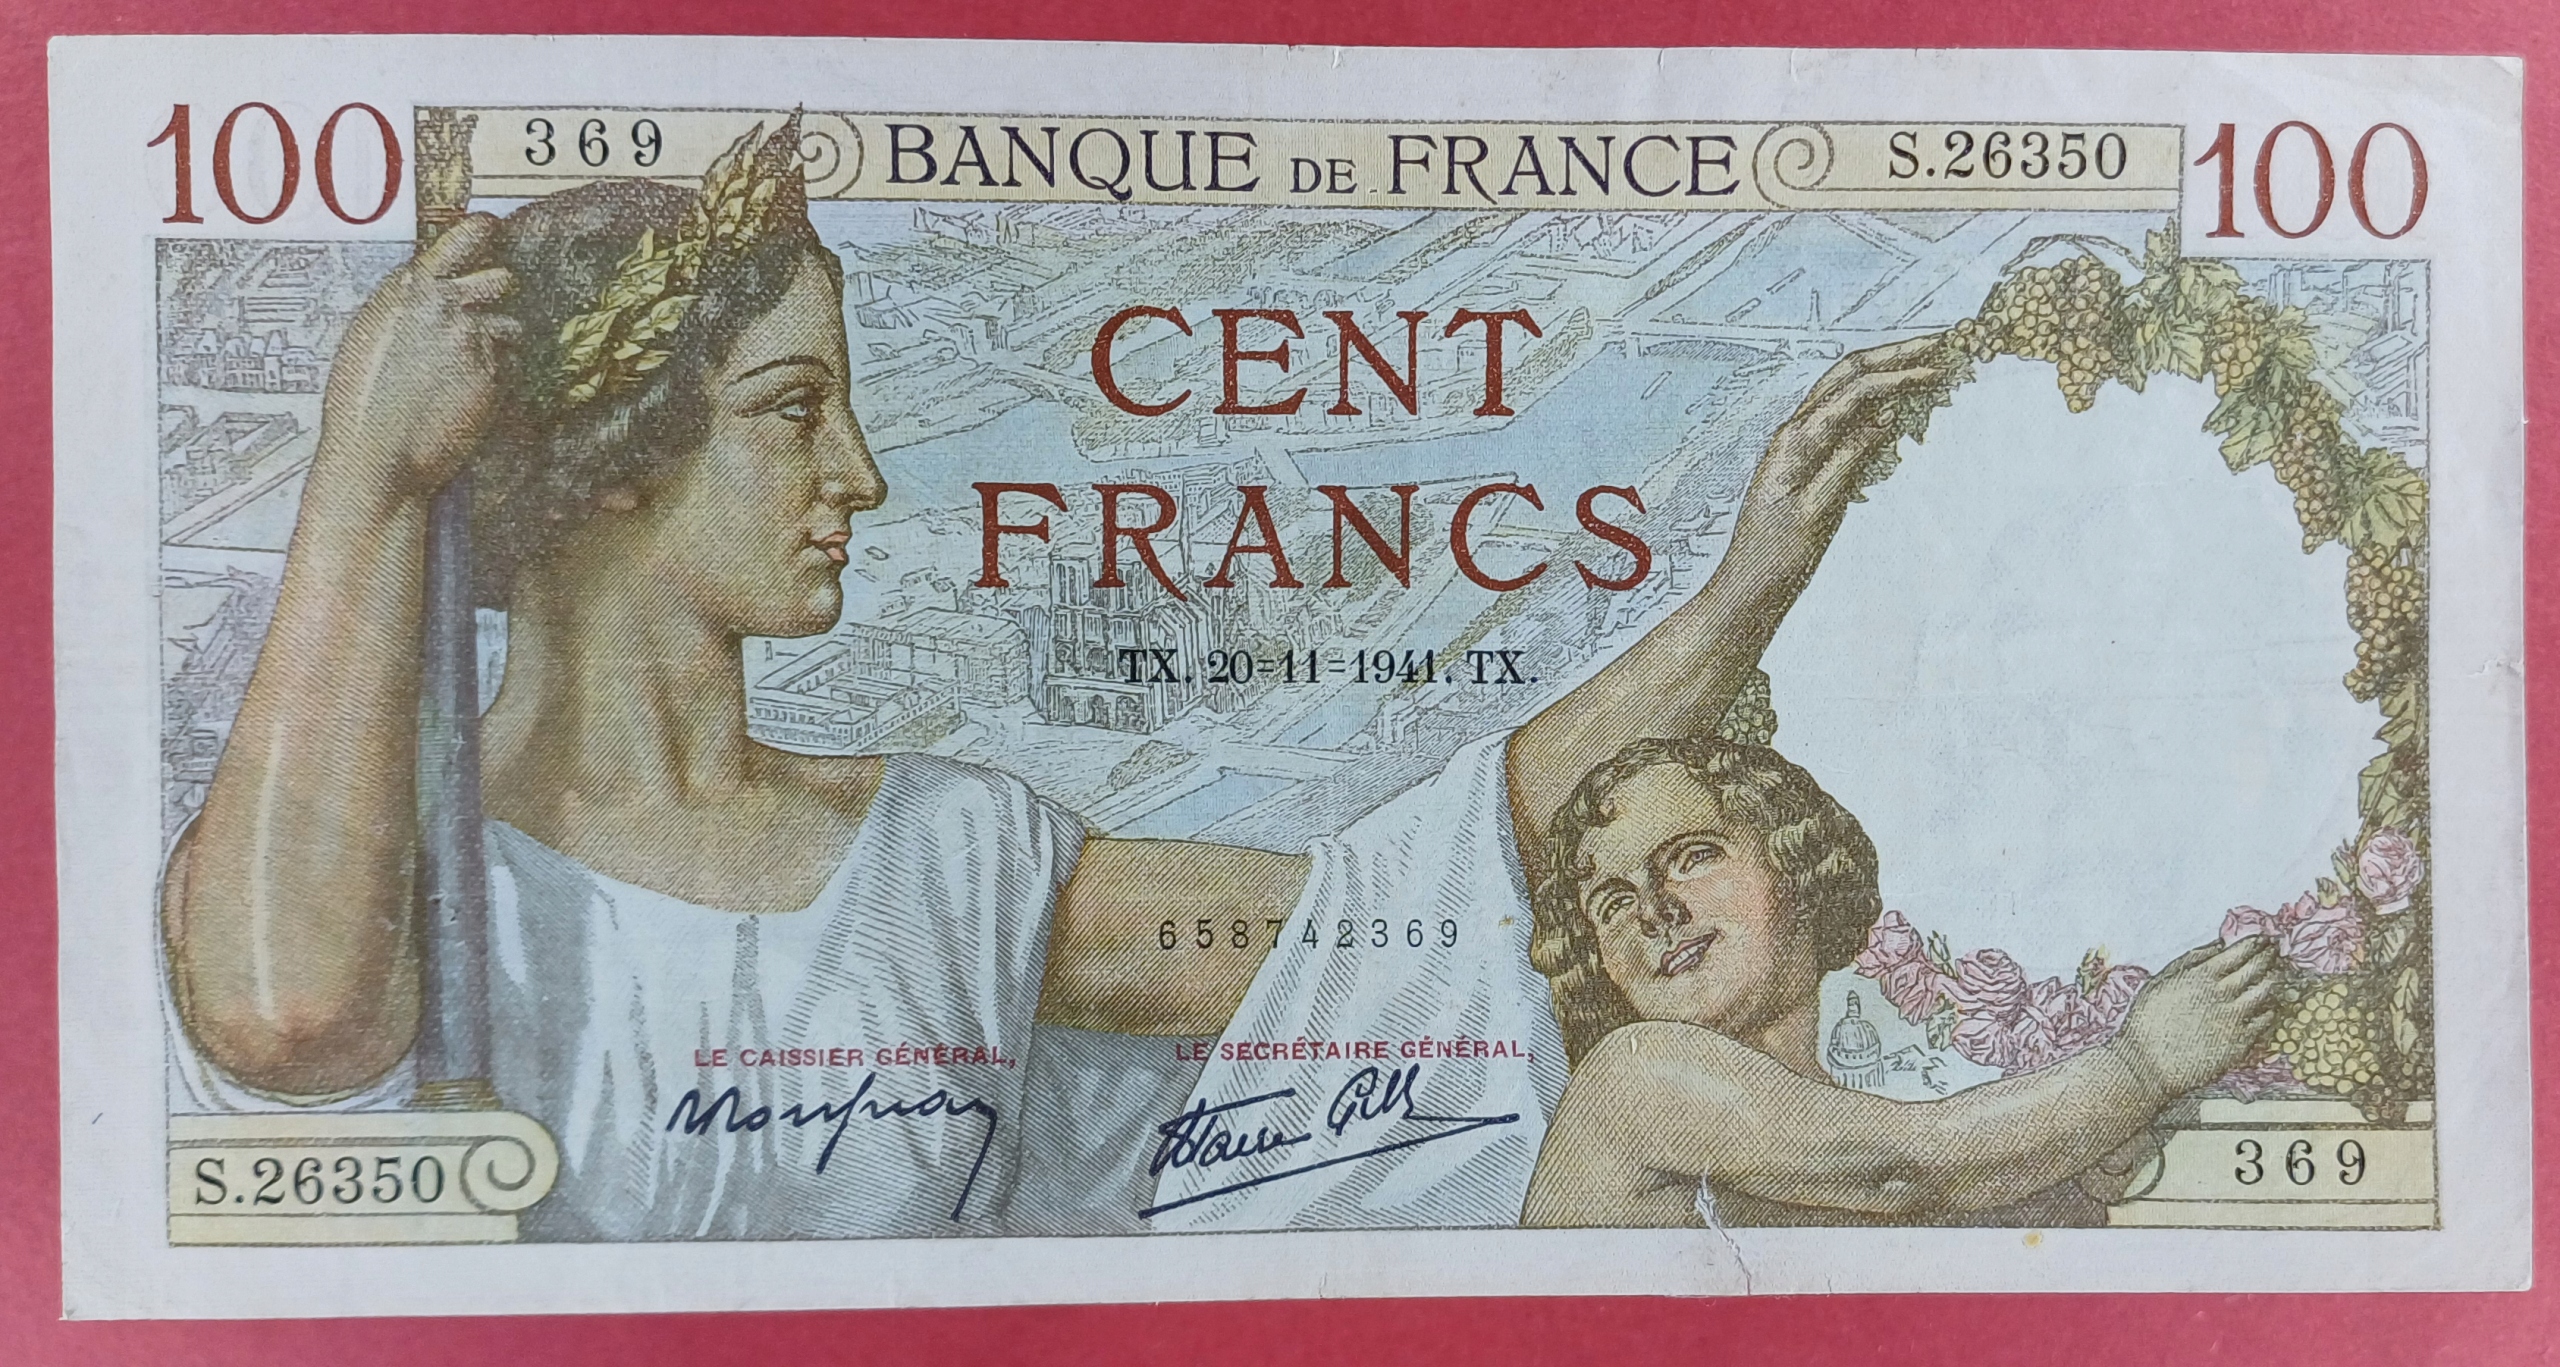 100 369 BANQUE DE FRANCE S.26350 100
CENT
FRANCS
TX. 20=11=1941. TX.
658742369
LE CAISSIER GÉNÉRAL, LE SECRÉTAIRE GÉNÉRAL,
S.26350 369